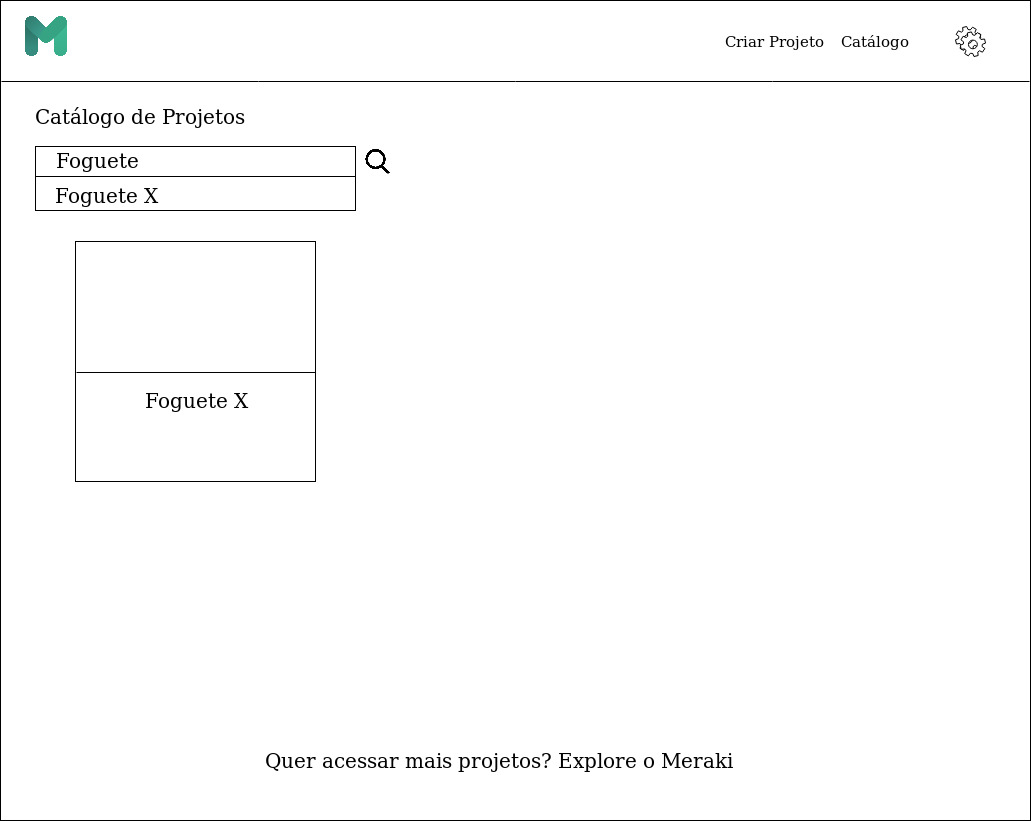 M
Criar Projeto Catálogo
Catálogo de Projetos
Foguete
Foguete X
Foguete X
Quer acessar mais projetos? Explore o Meraki